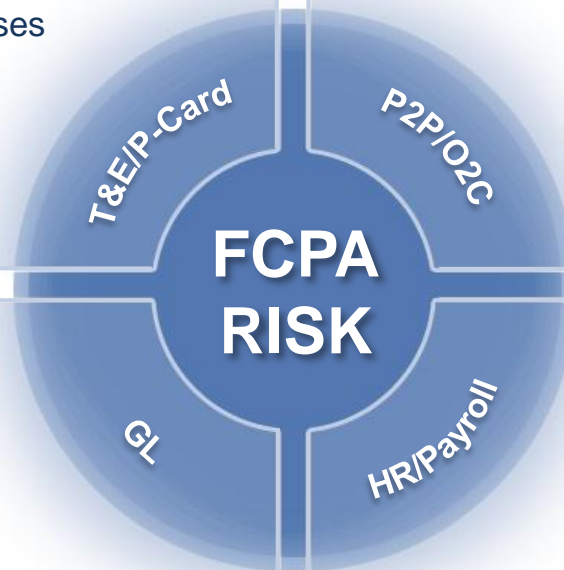 ses
T&E/P-Card
P2P/O2C
FCPA
RISK
GL
HR/Payroll